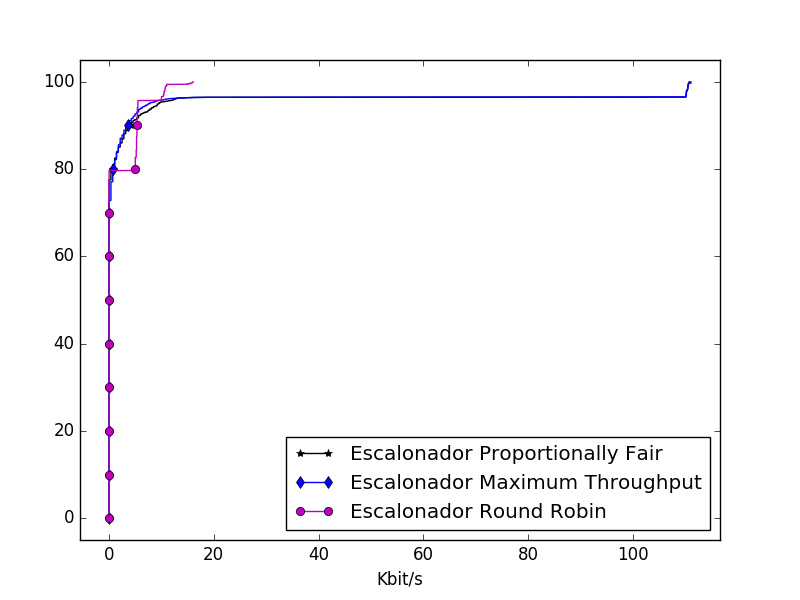 100
80
60
40
20
0
0 20 40 60 80 100
Kbit/s
Escalonador Proportionally Fair
Escalonador Maximum Throughput
Escalonador Round Robin